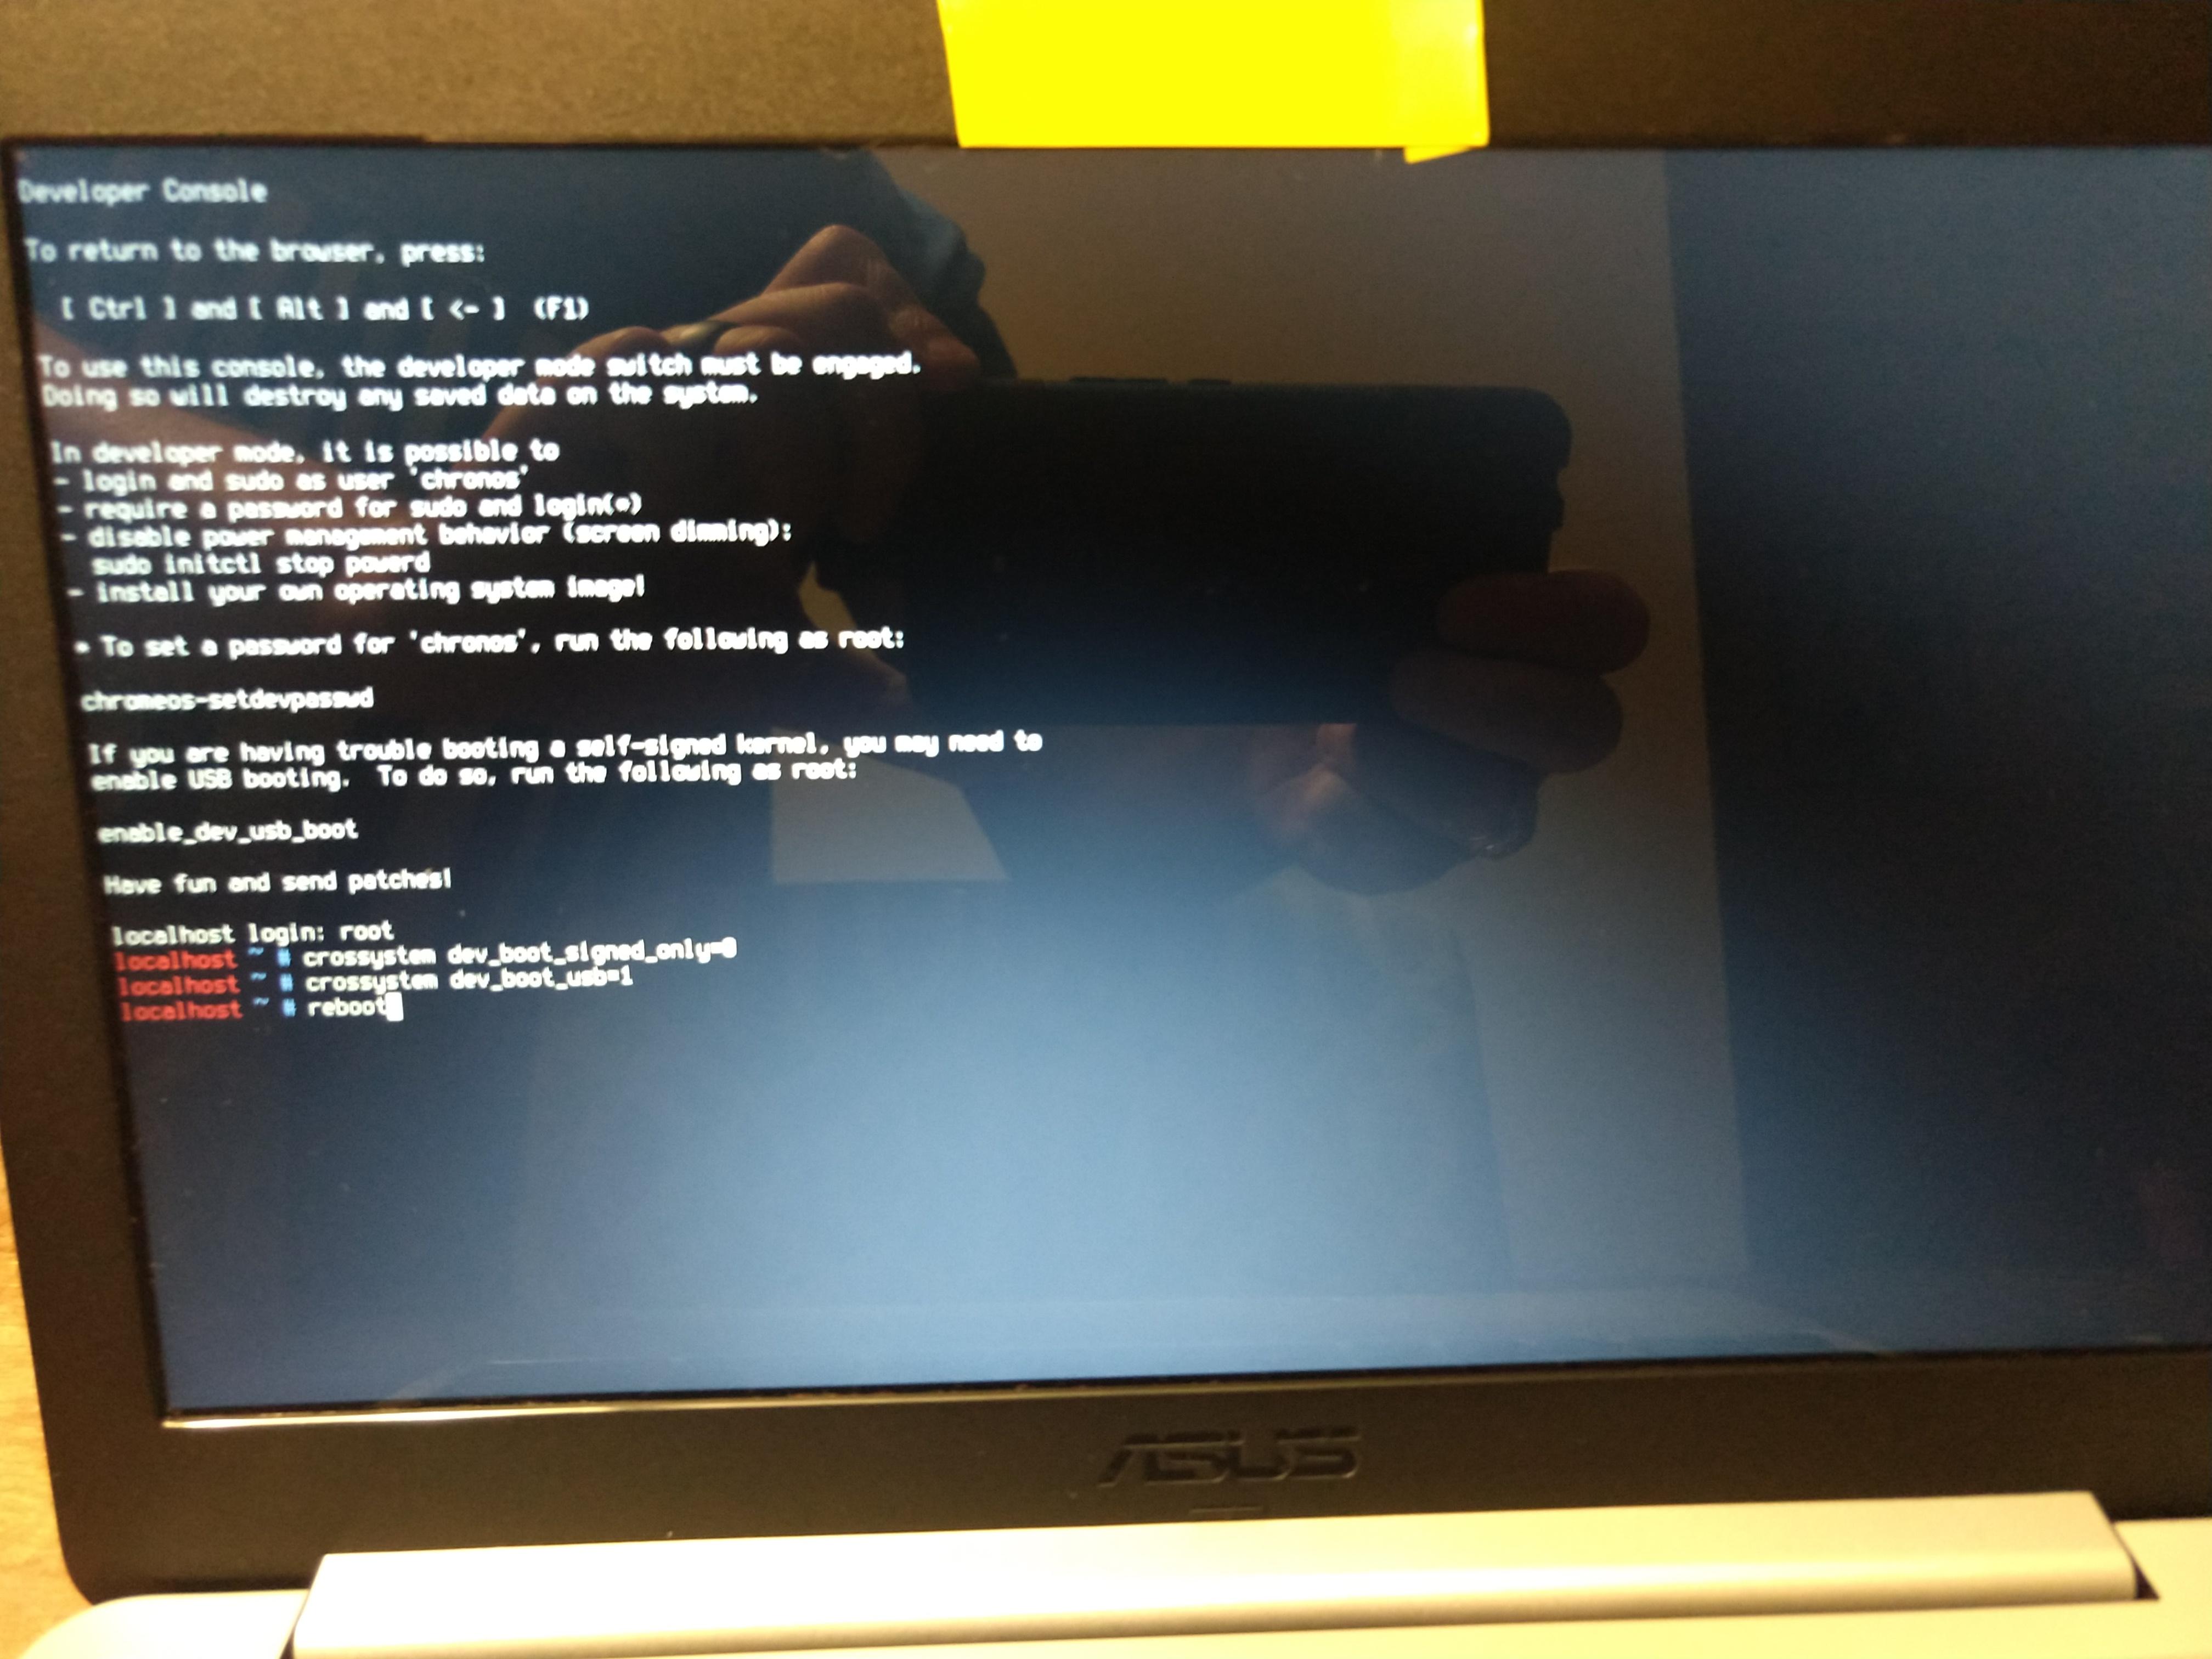 Developer Console
To return to the browser, press:
[ Ctrl ] and [ Alt ] and [ <- ] (F1)
To use this console, the developer mode switch must be engaged.
Doing so will destroy any saved data on the system.
In developer mode, it is possible to
- login and sudo as user 'chronos'
- require a password for sudo and login(*)
- disable power management behavior (screen dimming):
sudo initctl stop powerd
- install your own operating system image!
* To set a password for 'chronos', run the following as root:
chromeos-setdevpasswd
If you are having trouble booting a self-signed kernel, you may need to
enable USB booting. To do so, run the following as root:
enable_dev_usb_boot
Have fun and send patches!
localhost login: root
localhost ~ # crossystem dev_boot_signed_only=0
localhost ~ # crossystem dev_boot_usb=1
localhost ~ # reboot
ASUS